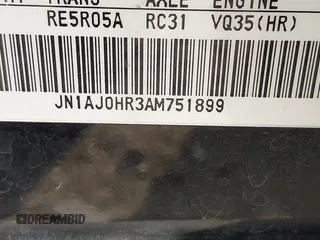 TRANS AXLE ENGINE
RE5R05A RC31 VQ35(HR)
JN1AJ0HR3AM751899
DREAMBID